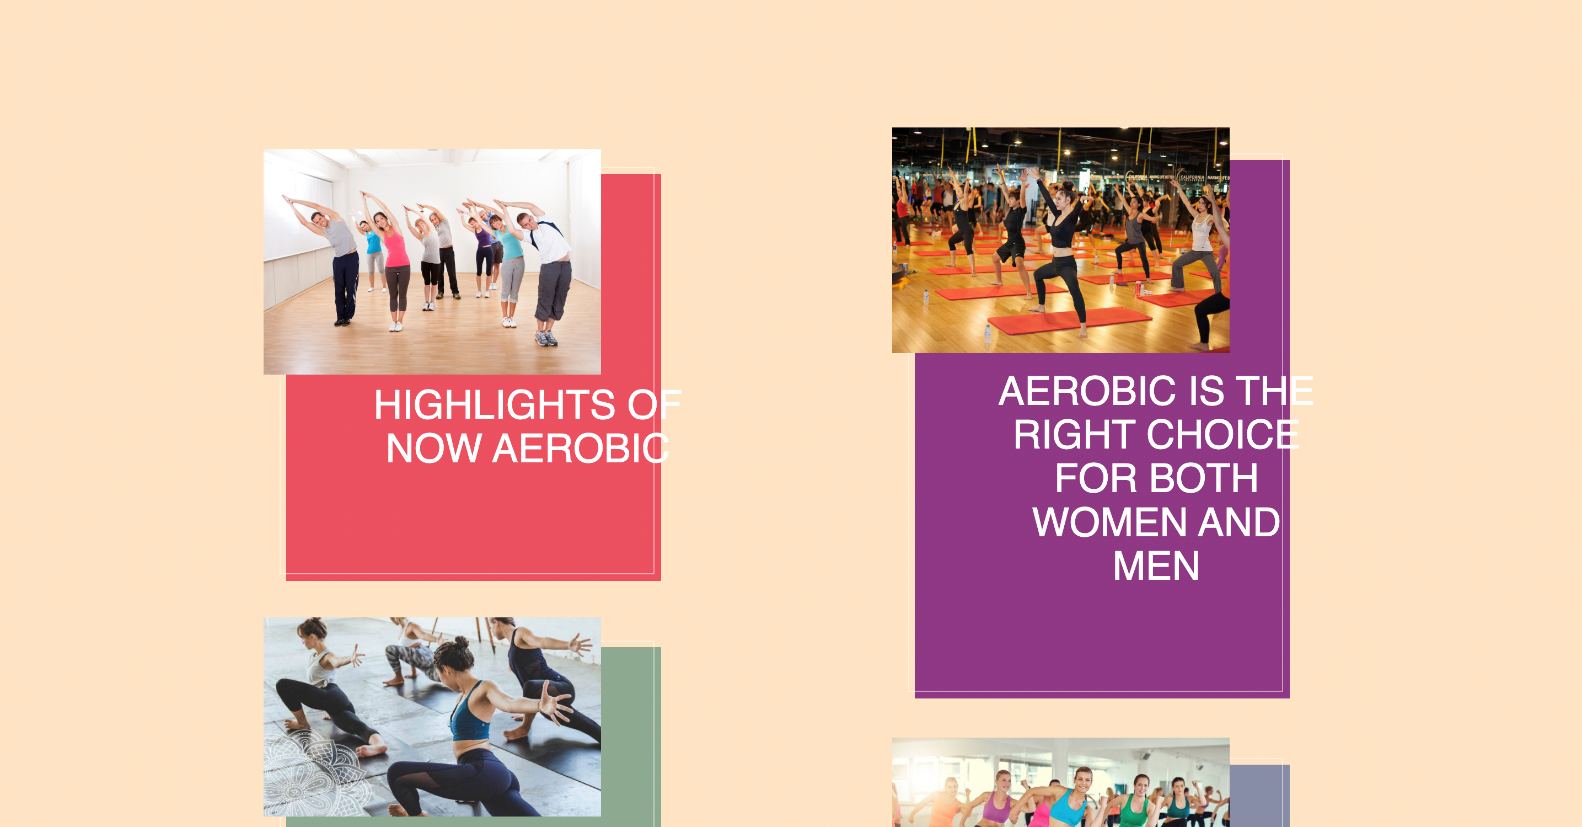 HIGHLIGHTS OF
NOW AEROBIC
AEROBIC IS THE
RIGHT CHOICE
FOR BOTH
WOMEN AND
MEN